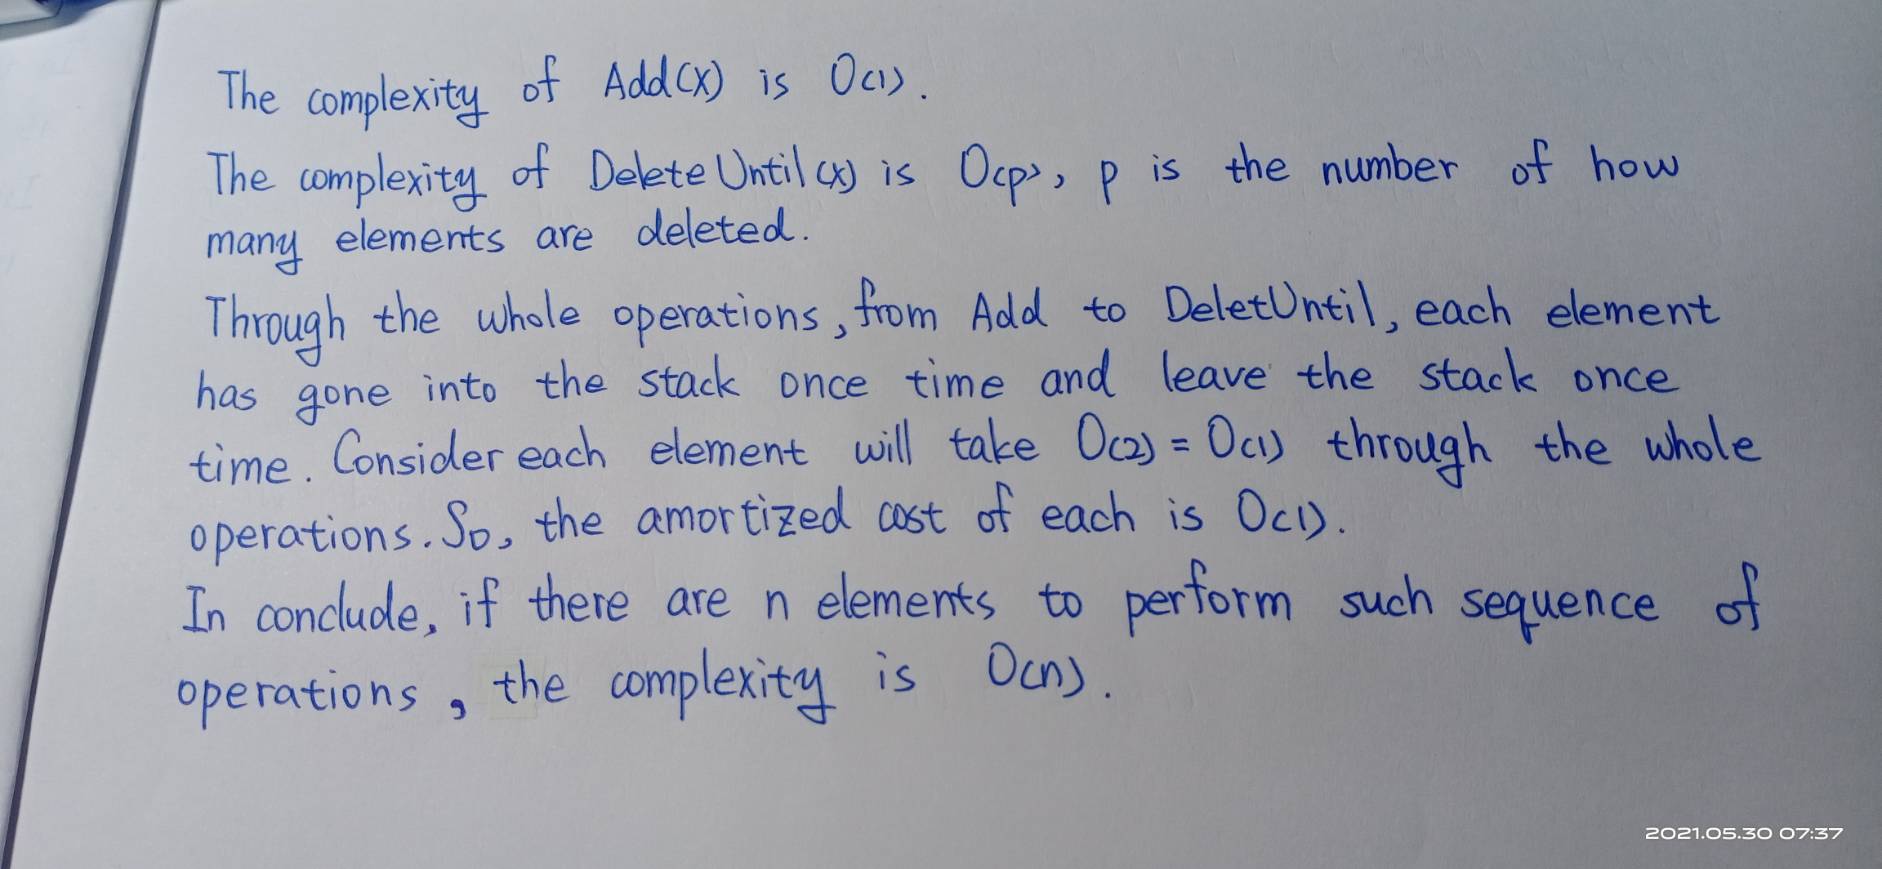 The complexity of Add(x) is O(1).
The complexity of DeleteUntil(x) is O(p), p is the number of how
many elements are deleted.
Through the whole operations, from Add to DeletUntil, each element
has gone into the stack once time and leave the stack once
time. Consider each element will take O(2) = O(1) through the whole
operations. So, the amortized cost of each is O(1).
In conclude, if there are n elements to perform such sequence of
operations, the complexity is O(n).
2021.05.30 07:37